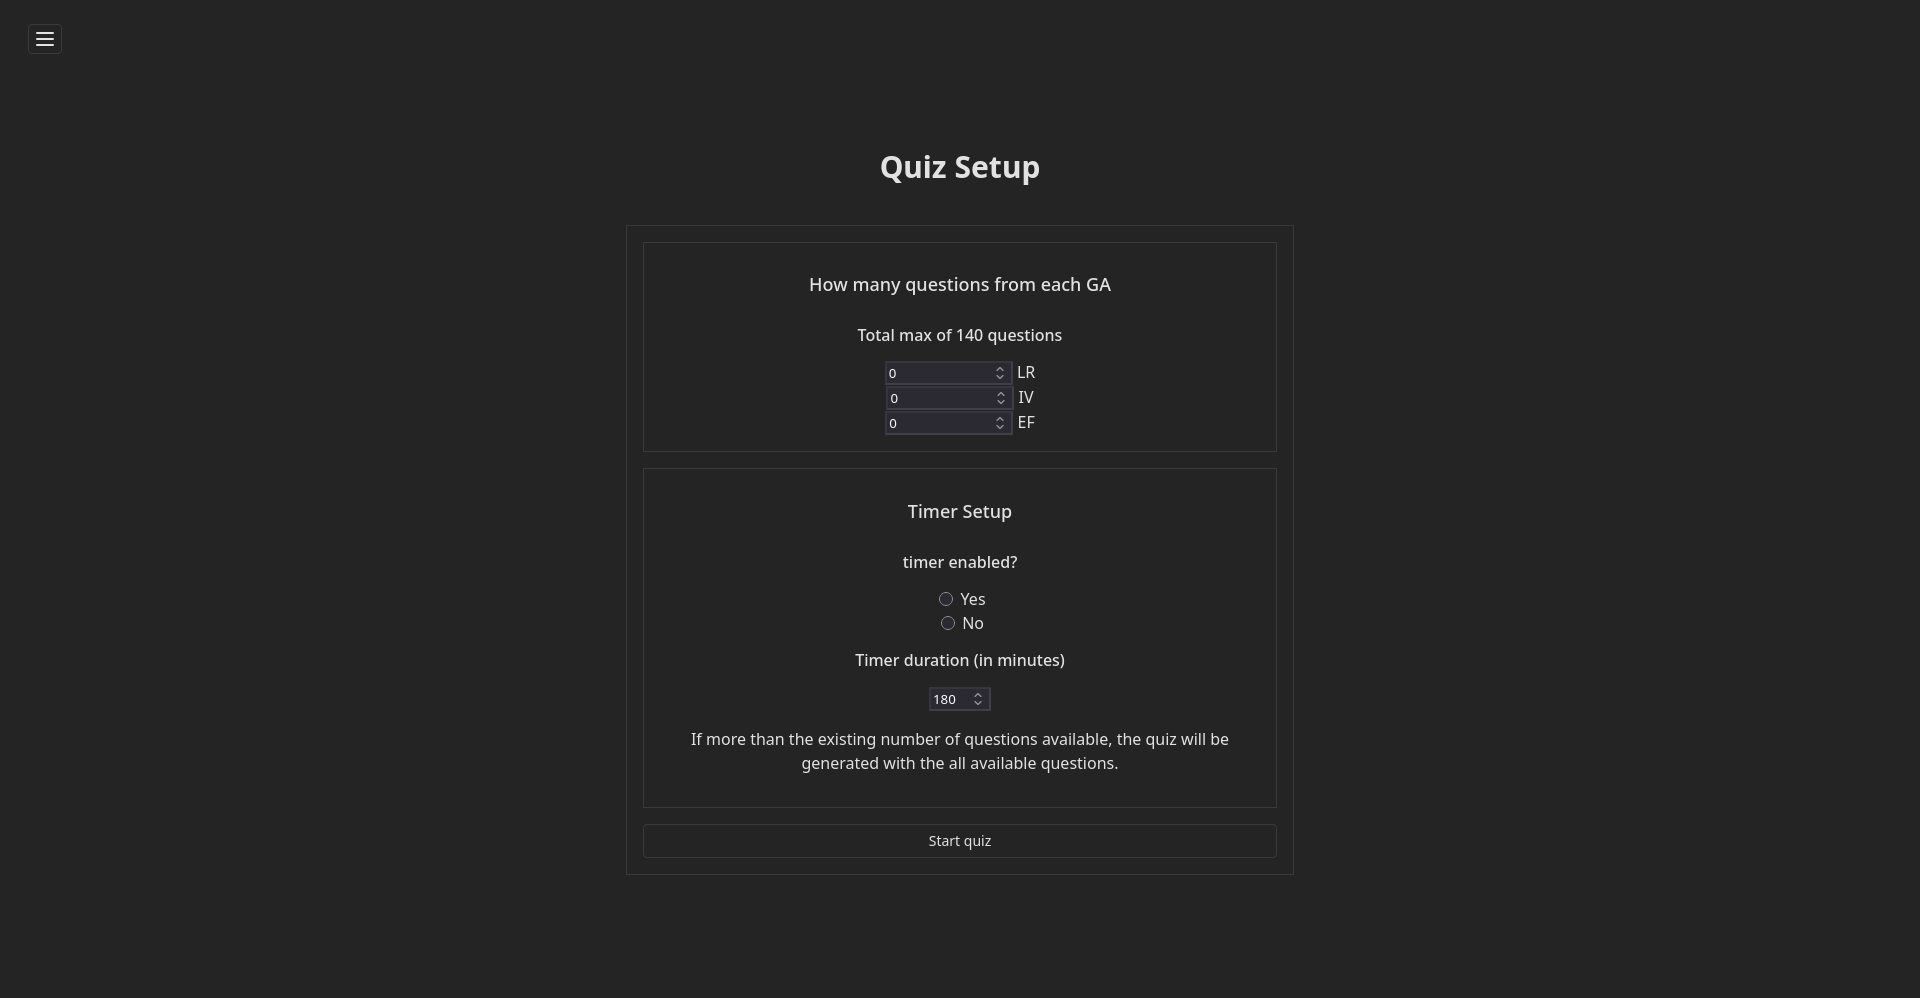 Quiz Setup
How many questions from each GA
Total max of 140 questions
0 LR
0 IV
0 EF
Timer Setup
timer enabled?
Yes
No
Timer duration (in minutes)
180
If more than the existing number of questions available, the quiz will be
generated with the all available questions.
Start quiz